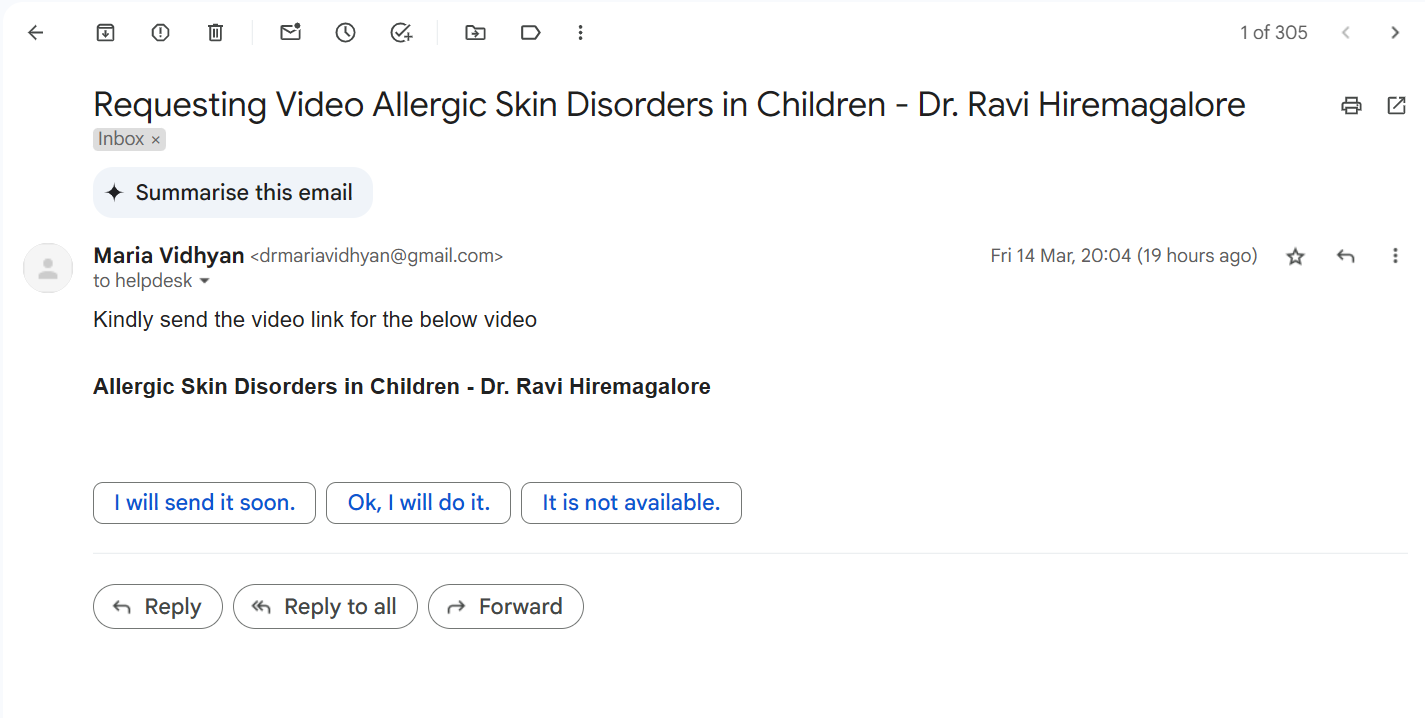 1 of 305
Requesting Video Allergic Skin Disorders in Children - Dr. Ravi Hiremagalore
Inbox ×
Summarise this email
Maria Vidhyan <drmariavidhyan@gmail.com> Fri 14 Mar, 20:04 (19 hours ago)
to helpdesk
Kindly send the video link for the below video
Allergic Skin Disorders in Children - Dr. Ravi Hiremagalore
I will send it soon. Ok, I will do it. It is not available.
Reply Reply to all Forward